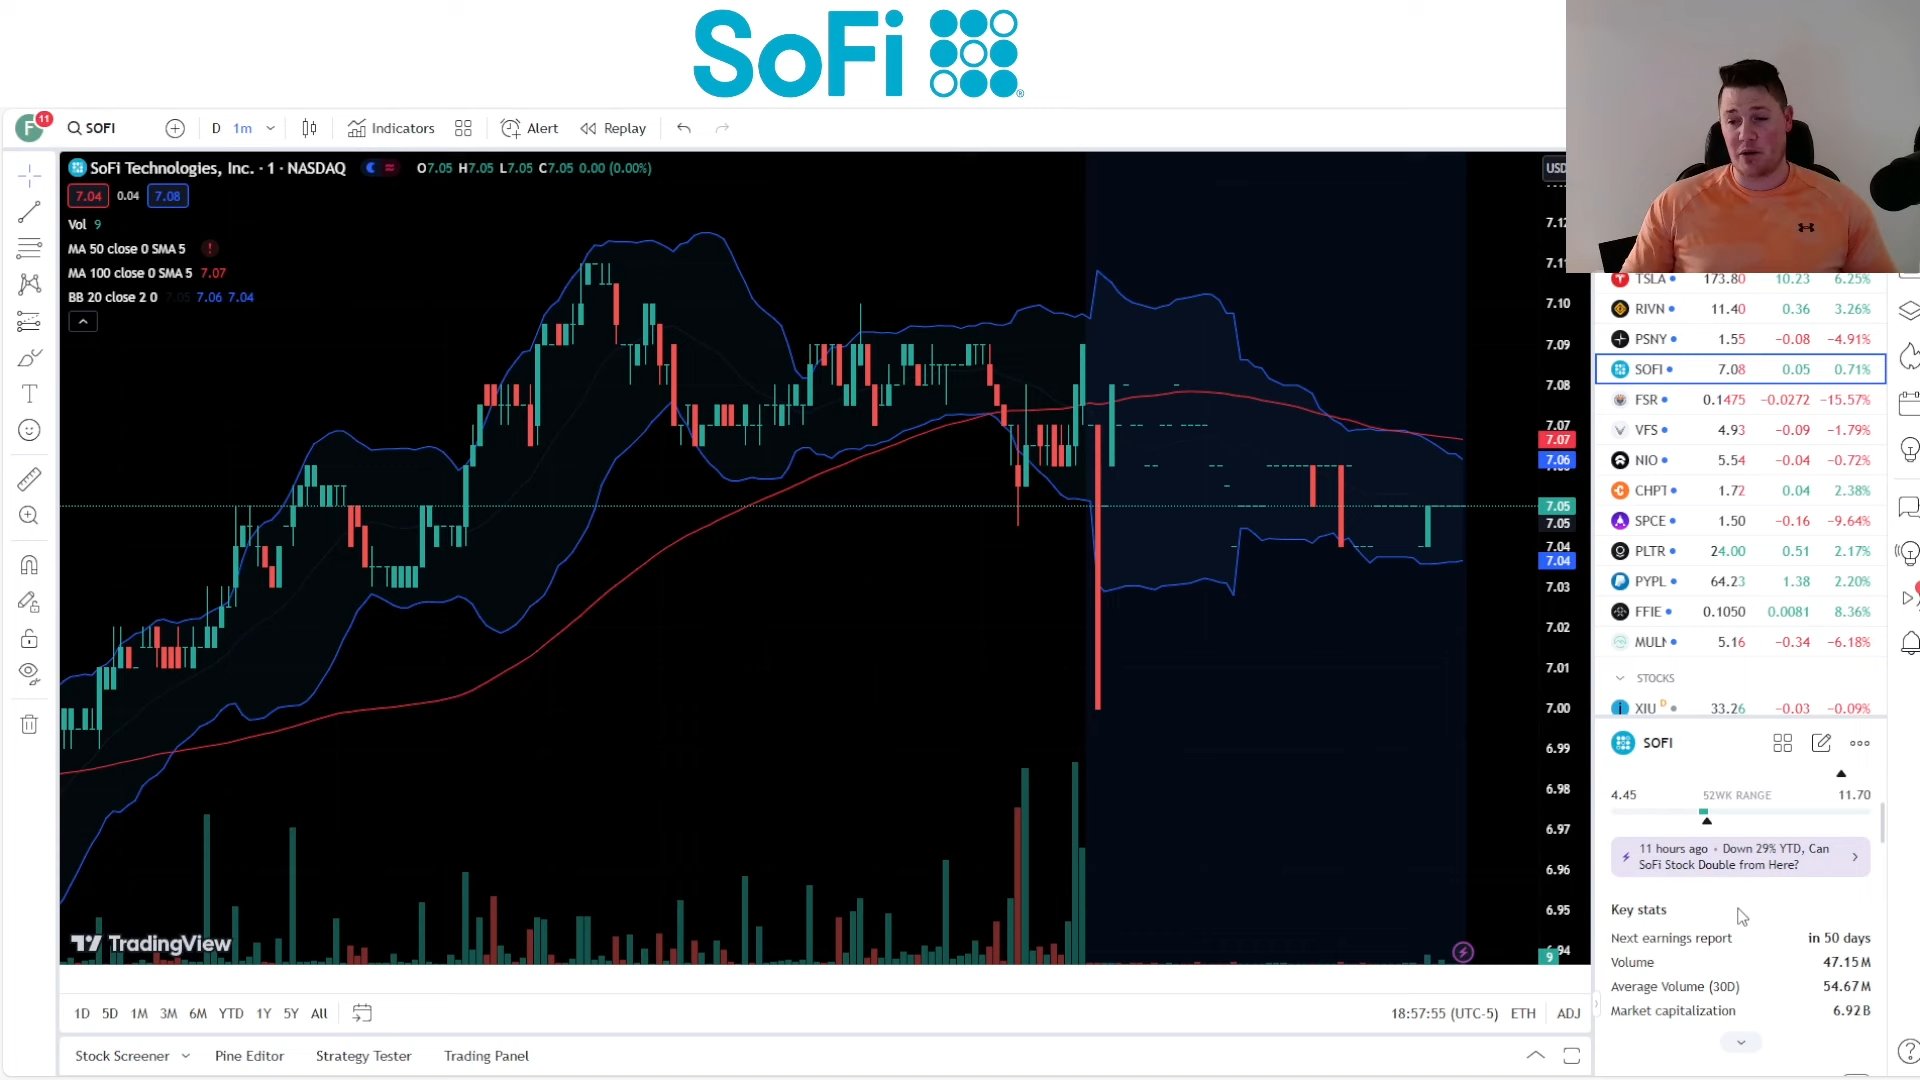 SoFi
®
F 11 SOFI D 1m Indicators Alert Replay
SoFi Technologies, Inc. · 1 · NASDAQ O7.05 H7.05 L7.05 C7.05 0.00 (0.00%)
7.04 0.04 7.08
Vol 9
MA 50 close 0 SMA 5 !
MA 100 close 0 SMA 5 7.07
BB 20 close 2 0 7.05 7.06 7.04
USD
7.12
7.11
7.10
7.09
7.08
7.07
7.07
7.06
7.05
7.05
7.04
7.04
7.03
7.02
7.01
7.00
6.99
6.98
6.97
6.96
6.95
6.94
9
TradingView
1D 5D 1M 3M 6M YTD 1Y 5Y All 18:57:55 (UTC-5) ETH ADJ
Stock Screener Pine Editor Strategy Tester Trading Panel
TSLA 173.80 10.23 6.25%
RIVN 11.40 0.36 3.26%
PSNY 1.55 −0.08 −4.91%
SOFI 7.08 0.05 0.71%
FSR 0.1475 −0.0272 −15.57%
VFS 4.93 −0.09 −1.79%
NIO 5.54 −0.04 −0.72%
CHPT 1.72 0.04 2.38%
SPCE 1.50 −0.16 −9.64%
PLTR 24.00 0.51 2.17%
PYPL 64.23 1.38 2.20%
FFIE 0.1050 0.0081 8.36%
MULN 5.16 −0.34 −6.18%
STOCKS
XIU D 33.26 −0.03 −0.09%
SOFI
4.45 52WK RANGE 11.70
11 hours ago • Down 29% YTD, Can
SoFi Stock Double from Here?
Key stats
Next earnings report in 50 days
Volume 47.15M
Average Volume (30D) 54.67M
Market capitalization 6.92B